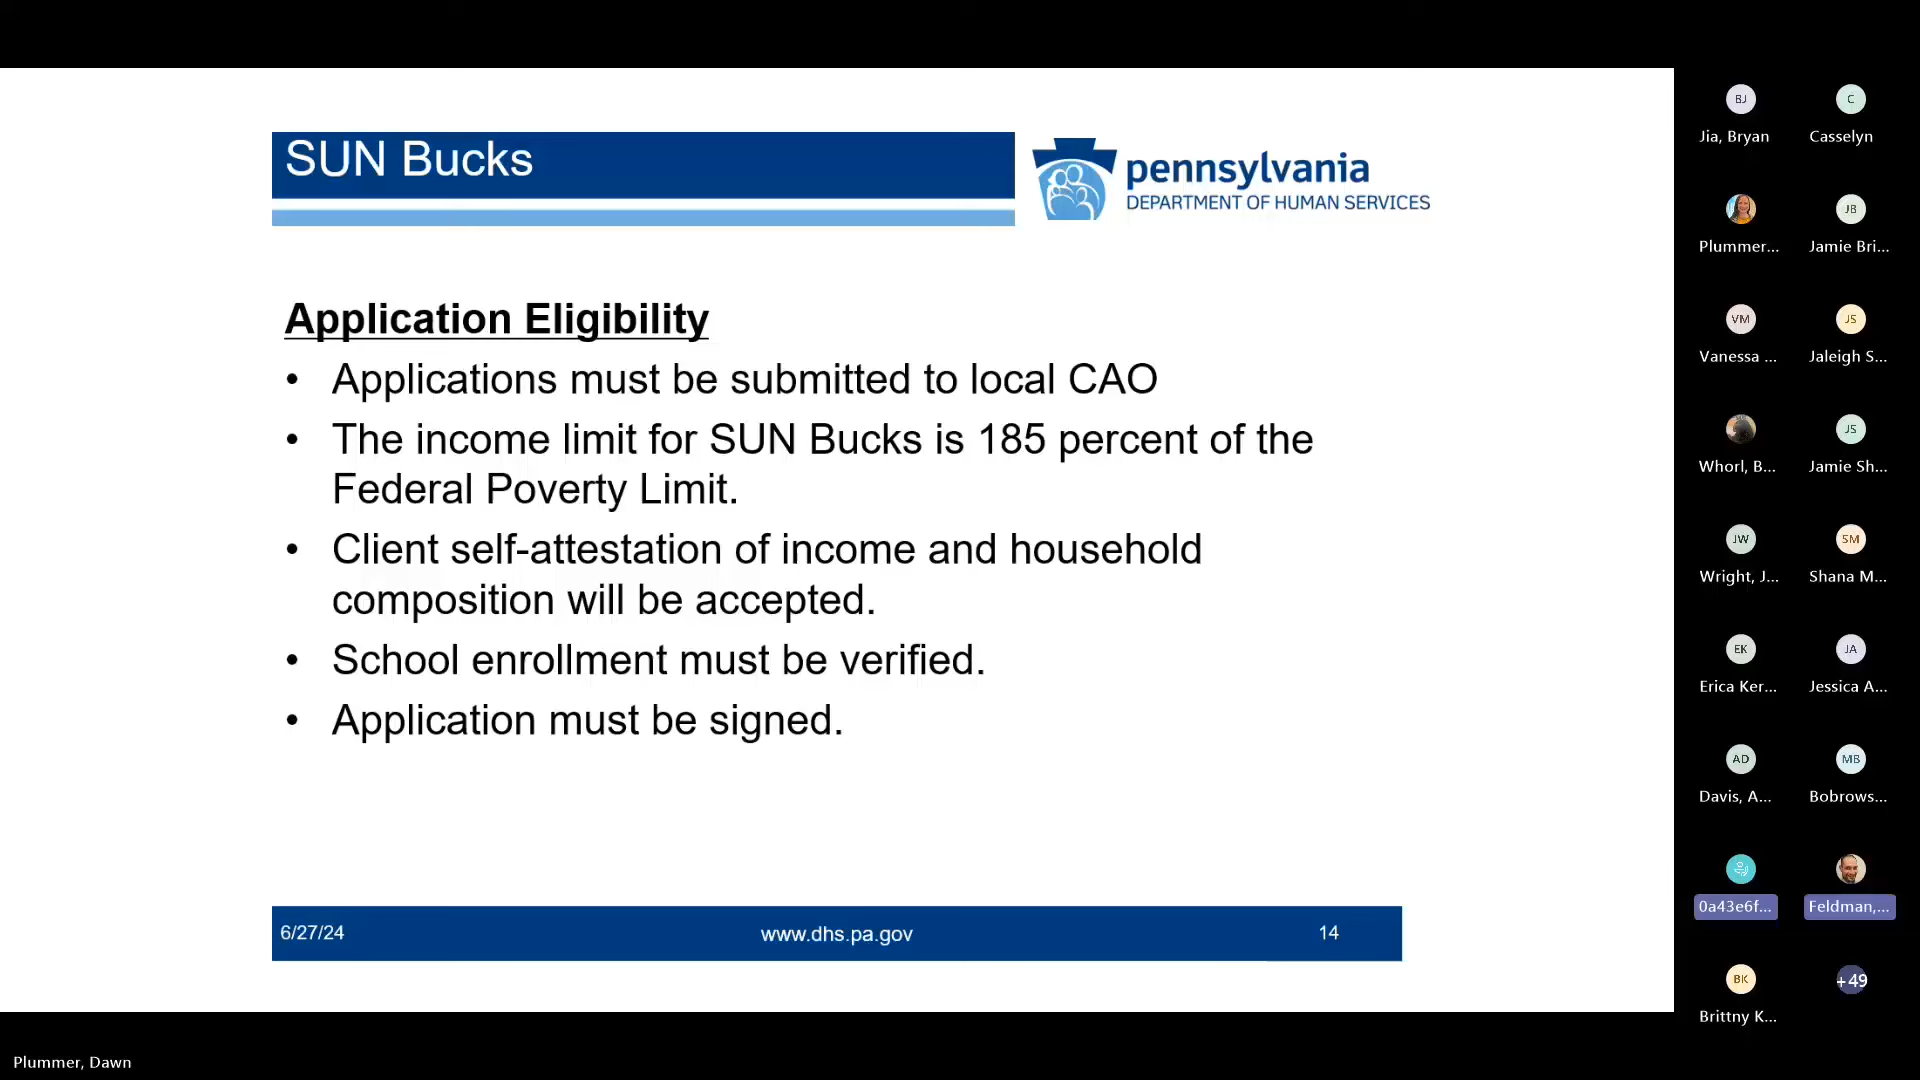 SUN Bucks
pennsylvania
DEPARTMENT OF HUMAN SERVICES
Application Eligibility
• Applications must be submitted to local CAO
• The income limit for SUN Bucks is 185 percent of the
Federal Poverty Limit.
• Client self-attestation of income and household
composition will be accepted.
• School enrollment must be verified.
• Application must be signed.
6/27/24
www.dhs.pa.gov
14
BJ
C
Jia, Bryan
Casselyn
JB
Plummer...
Jamie Bri...
VM
JS
Vanessa ...
Jaleigh S...
JS
Whorl, B...
Jamie Sh...
JW
SM
Wright, J...
Shana M...
EK
JA
Erica Ker...
Jessica A...
AD
MB
Davis, A...
Bobrows...
0a43e6f...
Feldman,...
BK
+49
Brittny K...
Plummer, Dawn